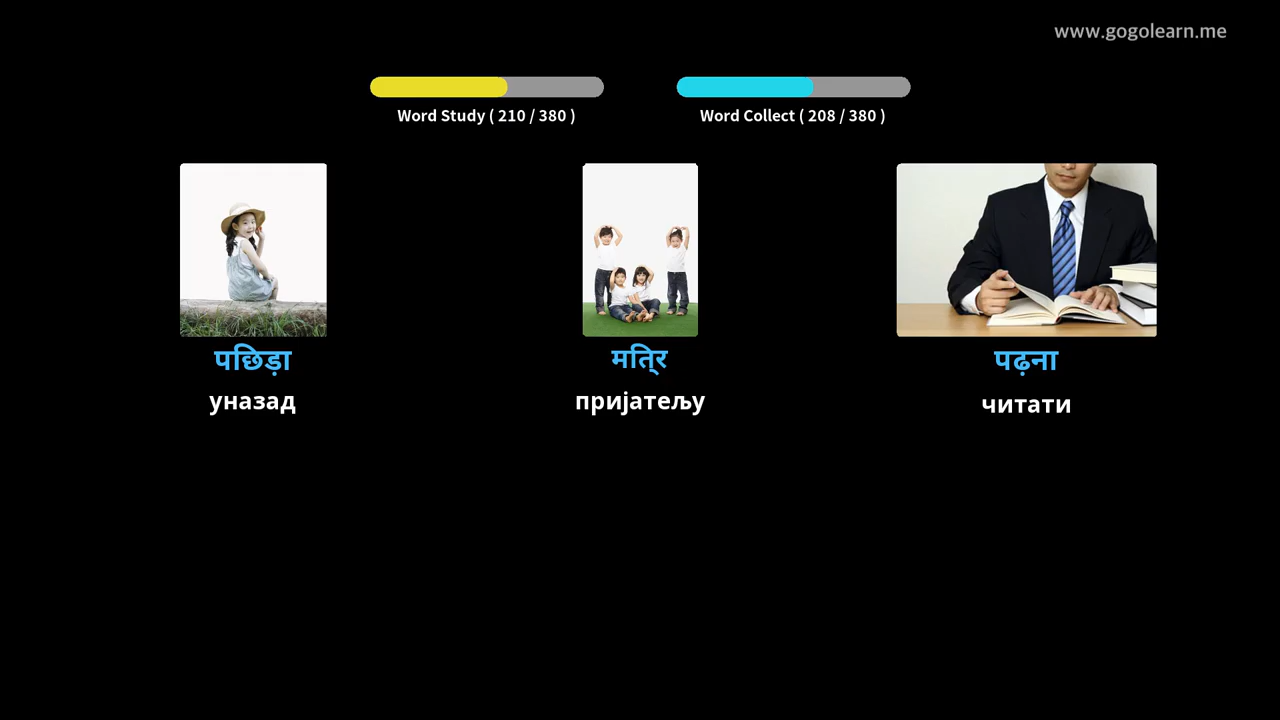 www.gogolearn.me
Word Study ( 210 / 380 )
Word Collect ( 208 / 380 )
पछिड़ा
मति्र
पढ़ना
уназад
пријатељу
читати